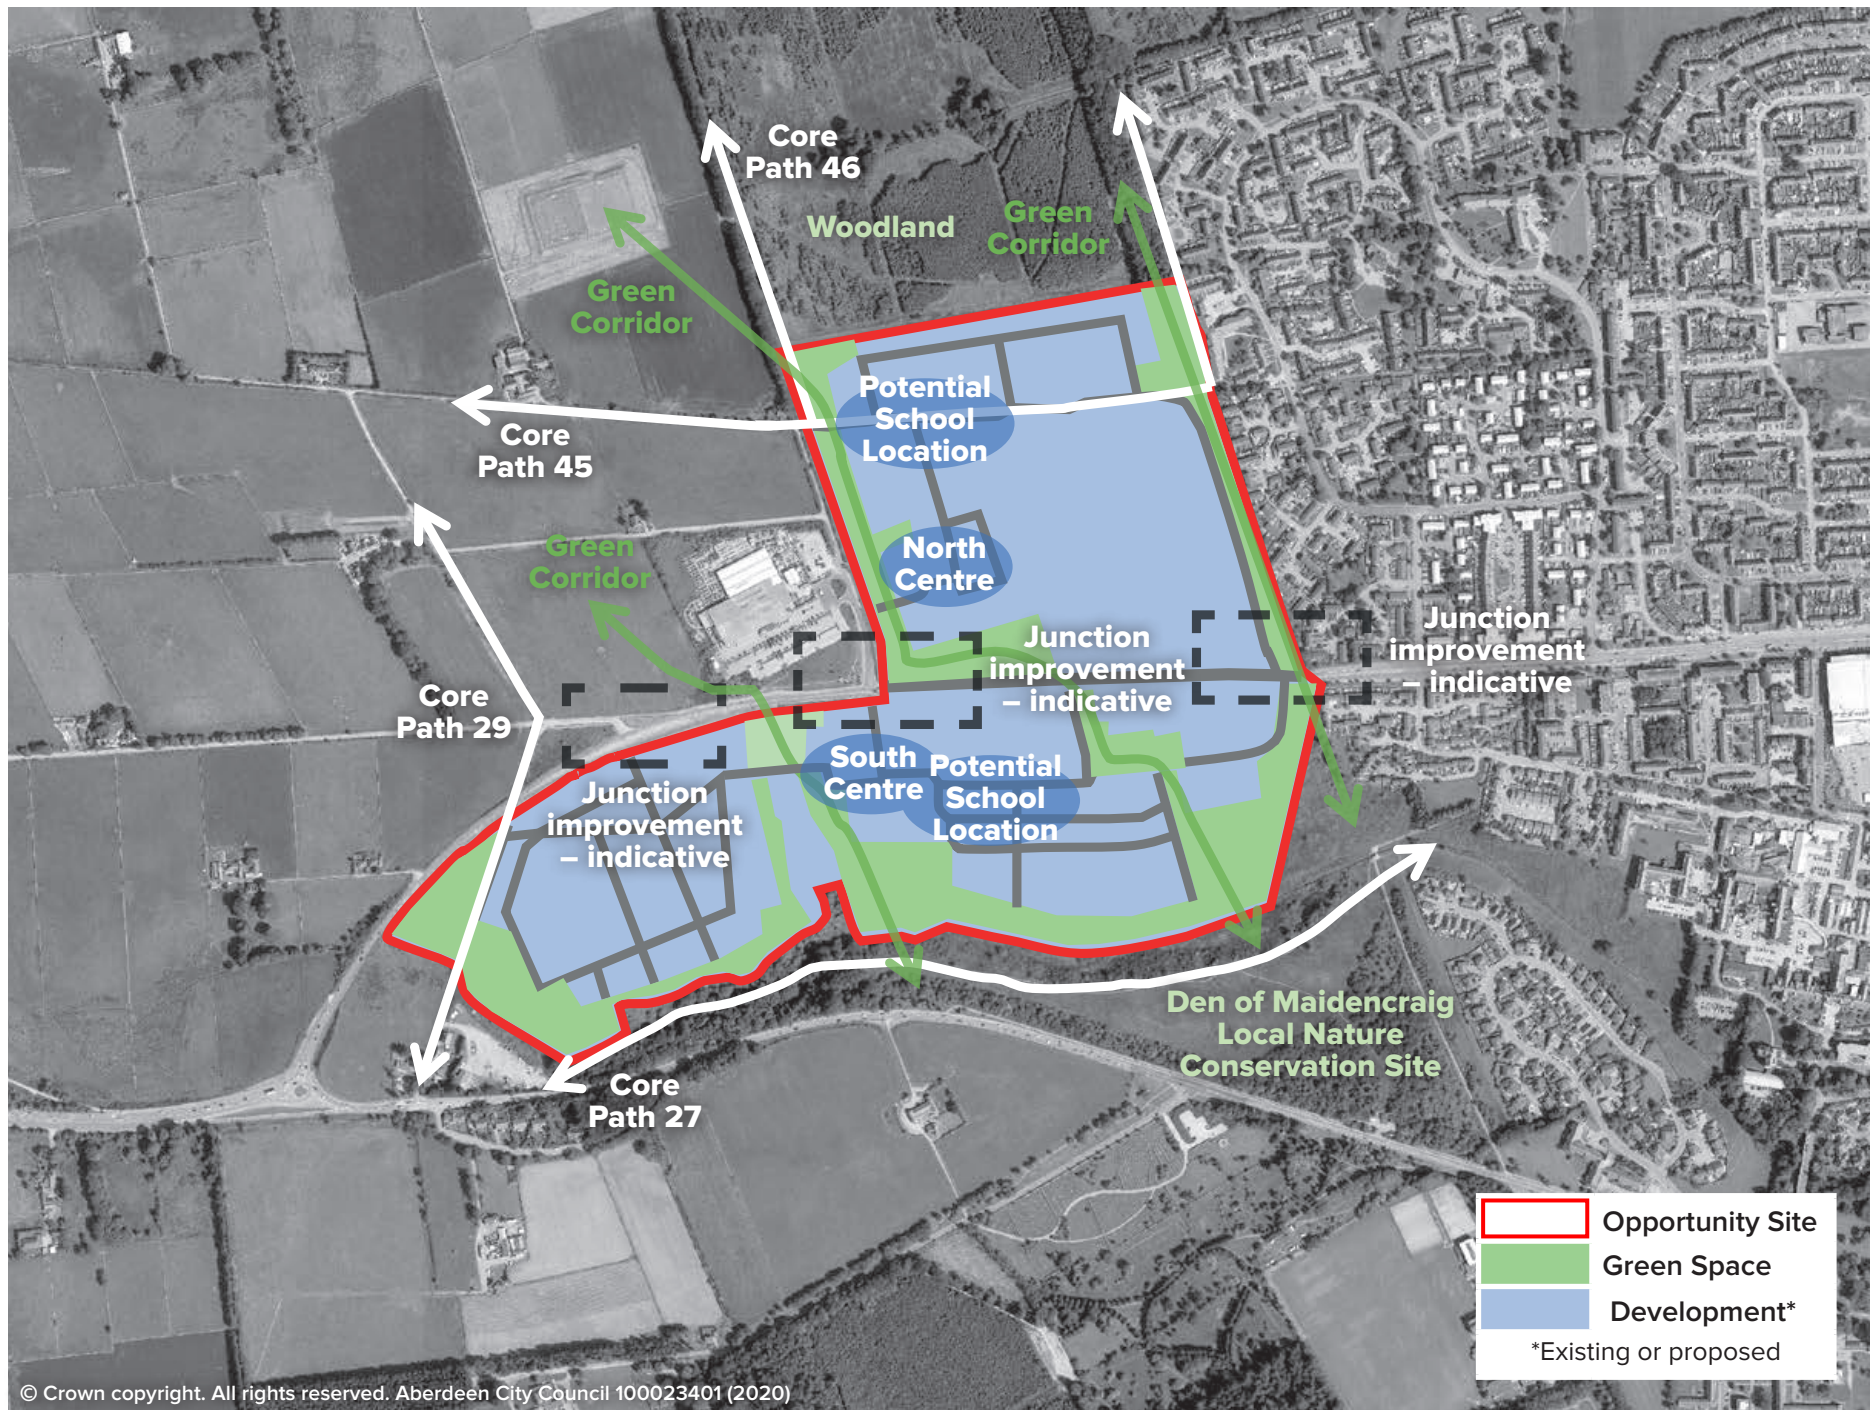 Core
Path 46
Woodland
Green
Corridor
Green
Corridor
Potential
School
Location
Core
Path 45
North
Centre
Green
Corridor
Junction
improvement
– indicative
Junction
improvement
– indicative
Core
Path 29
South
Centre
Potential
School
Location
Junction
improvement
– indicative
Den of Maidencraig
Local Nature
Conservation Site
Core
Path 27
Opportunity Site
Green Space
Development*
*Existing or proposed
© Crown copyright. All rights reserved. Aberdeen City Council 100023401 (2020)